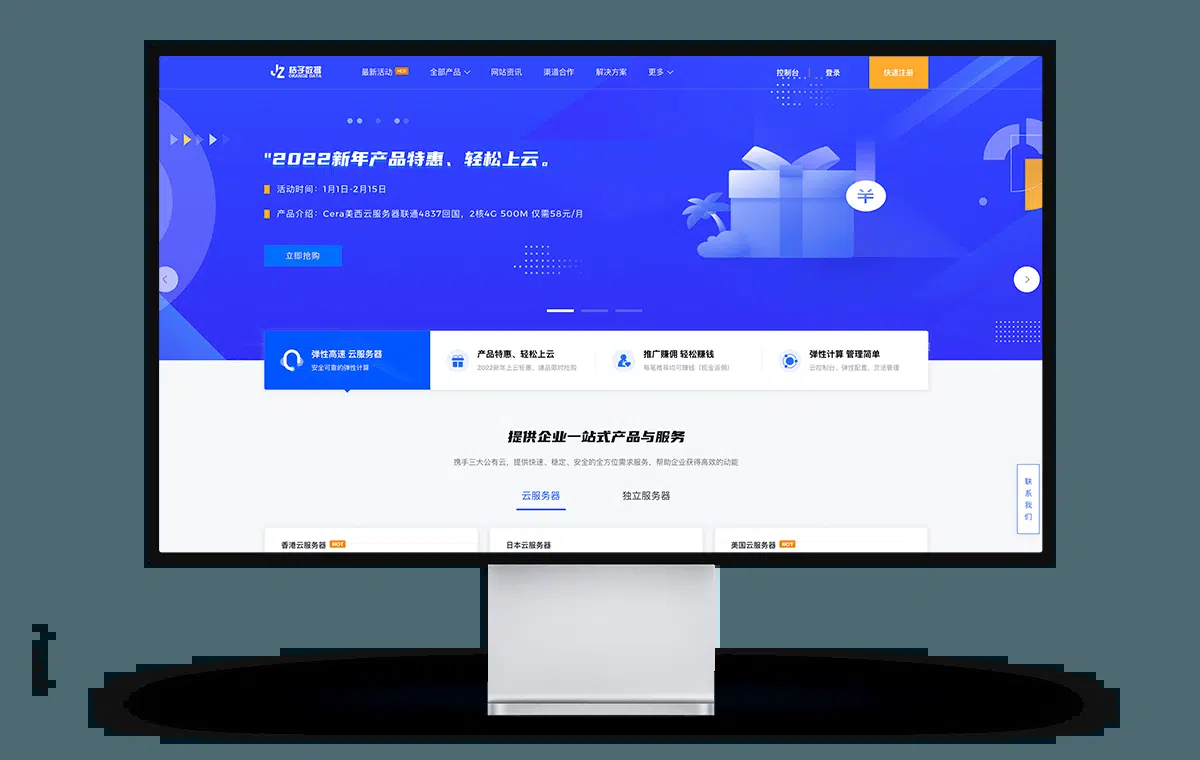 桔子数据
ORANGE DATA
最新活动 HOT 全部产品 网站资讯 渠道合作 解决方案 更多 控制台 登录 快速注册
"2022新年产品特惠、轻松上云。
活动时间：1月1日-2月15日
产品介绍：Cera美西云服务器联通4837回国，2核4G 500M 仅需58元/月
立即抢购
¥
弹性高速 云服务器
安全可靠的弹性计算
产品特惠、轻松上云
2022新年上云钜惠，爆品限时抢购
推广赚佣 轻松赚钱
每笔推荐均可赚钱（现金返佣）
弹性计算 管理简单
云控制台，弹性配置，灵活管理
提供企业一站式产品与服务
携手三大公有云，提供快速、稳定、安全的全方位需求服务，帮助企业获得高效的动能
云服务器 独立服务器
联系我们
香港云服务器 HOT
日本云服务器
美国云服务器 HOT